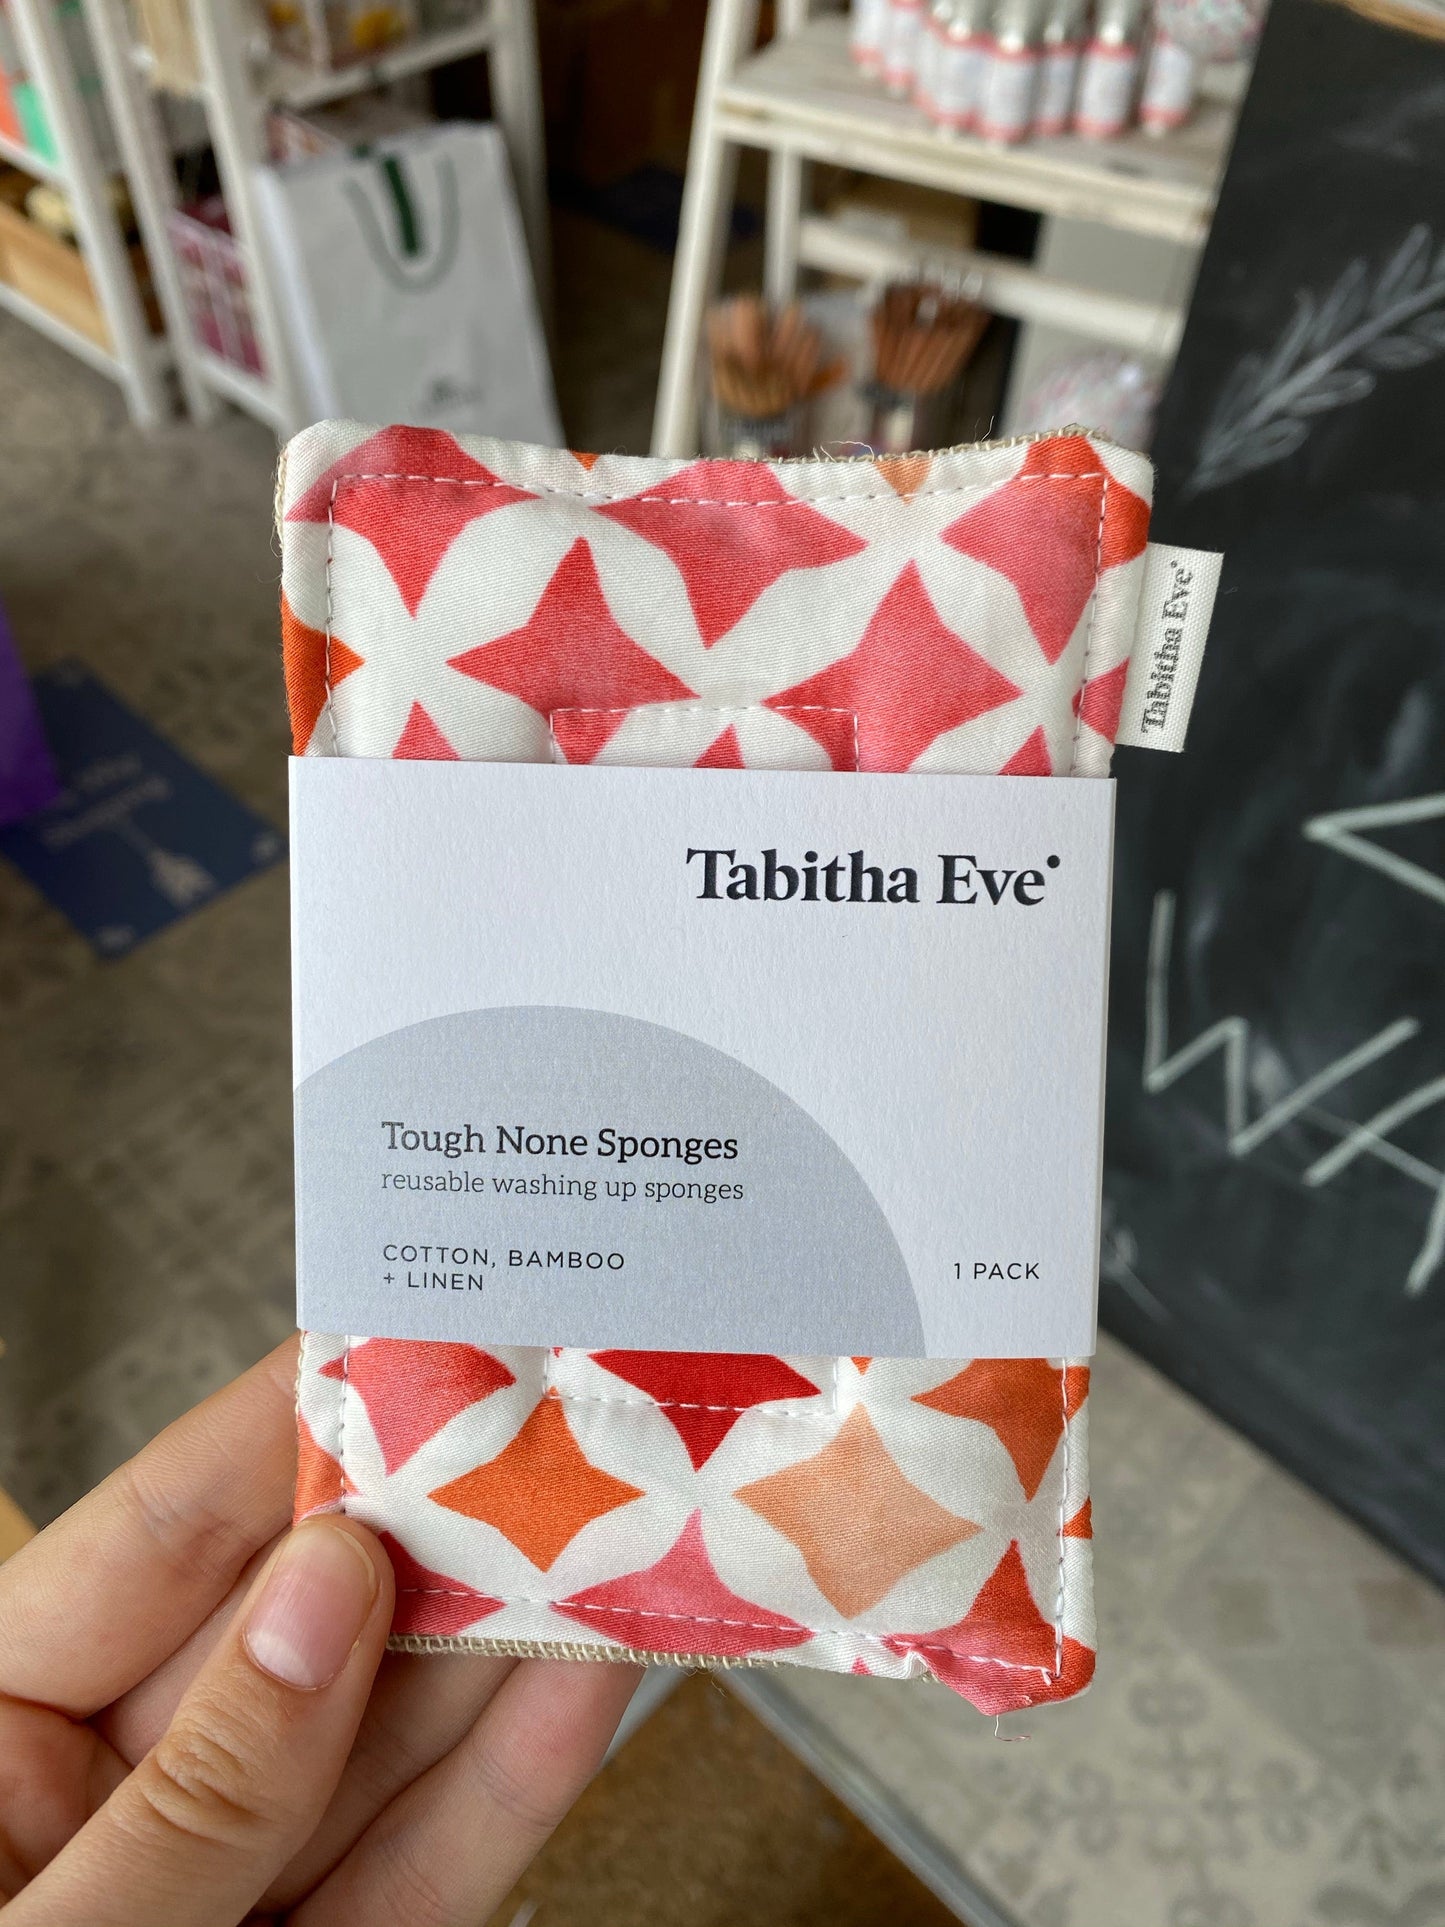 Tabitha Eve
Tabitha Eve
Tough None Sponges
reusable washing up sponges
COTTON, BAMBOO
+ LINEN
1 PACK